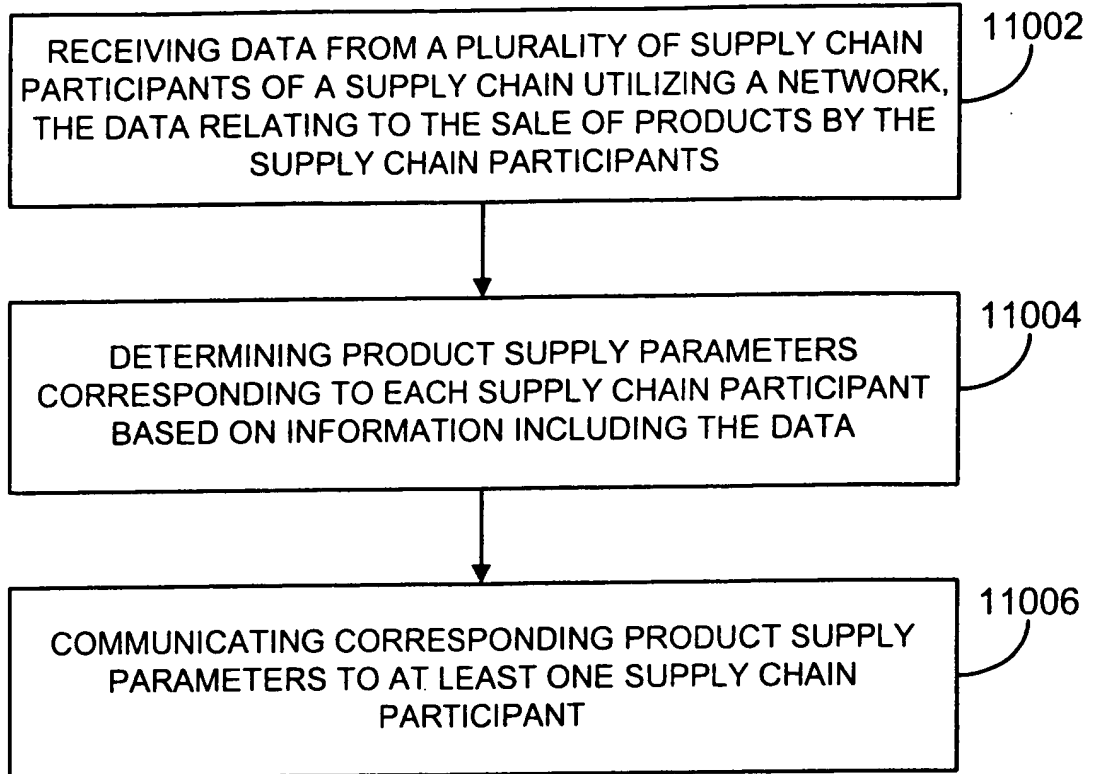 RECEIVING DATA FROM A PLURALITY OF SUPPLY CHAIN
PARTICIPANTS OF A SUPPLY CHAIN UTILIZING A NETWORK,
THE DATA RELATING TO THE SALE OF PRODUCTS BY THE
SUPPLY CHAIN PARTICIPANTS
11002
DETERMINING PRODUCT SUPPLY PARAMETERS
CORRESPONDING TO EACH SUPPLY CHAIN PARTICIPANT
BASED ON INFORMATION INCLUDING THE DATA
11004
COMMUNICATING CORRESPONDING PRODUCT SUPPLY
PARAMETERS TO AT LEAST ONE SUPPLY CHAIN
PARTICIPANT
11006